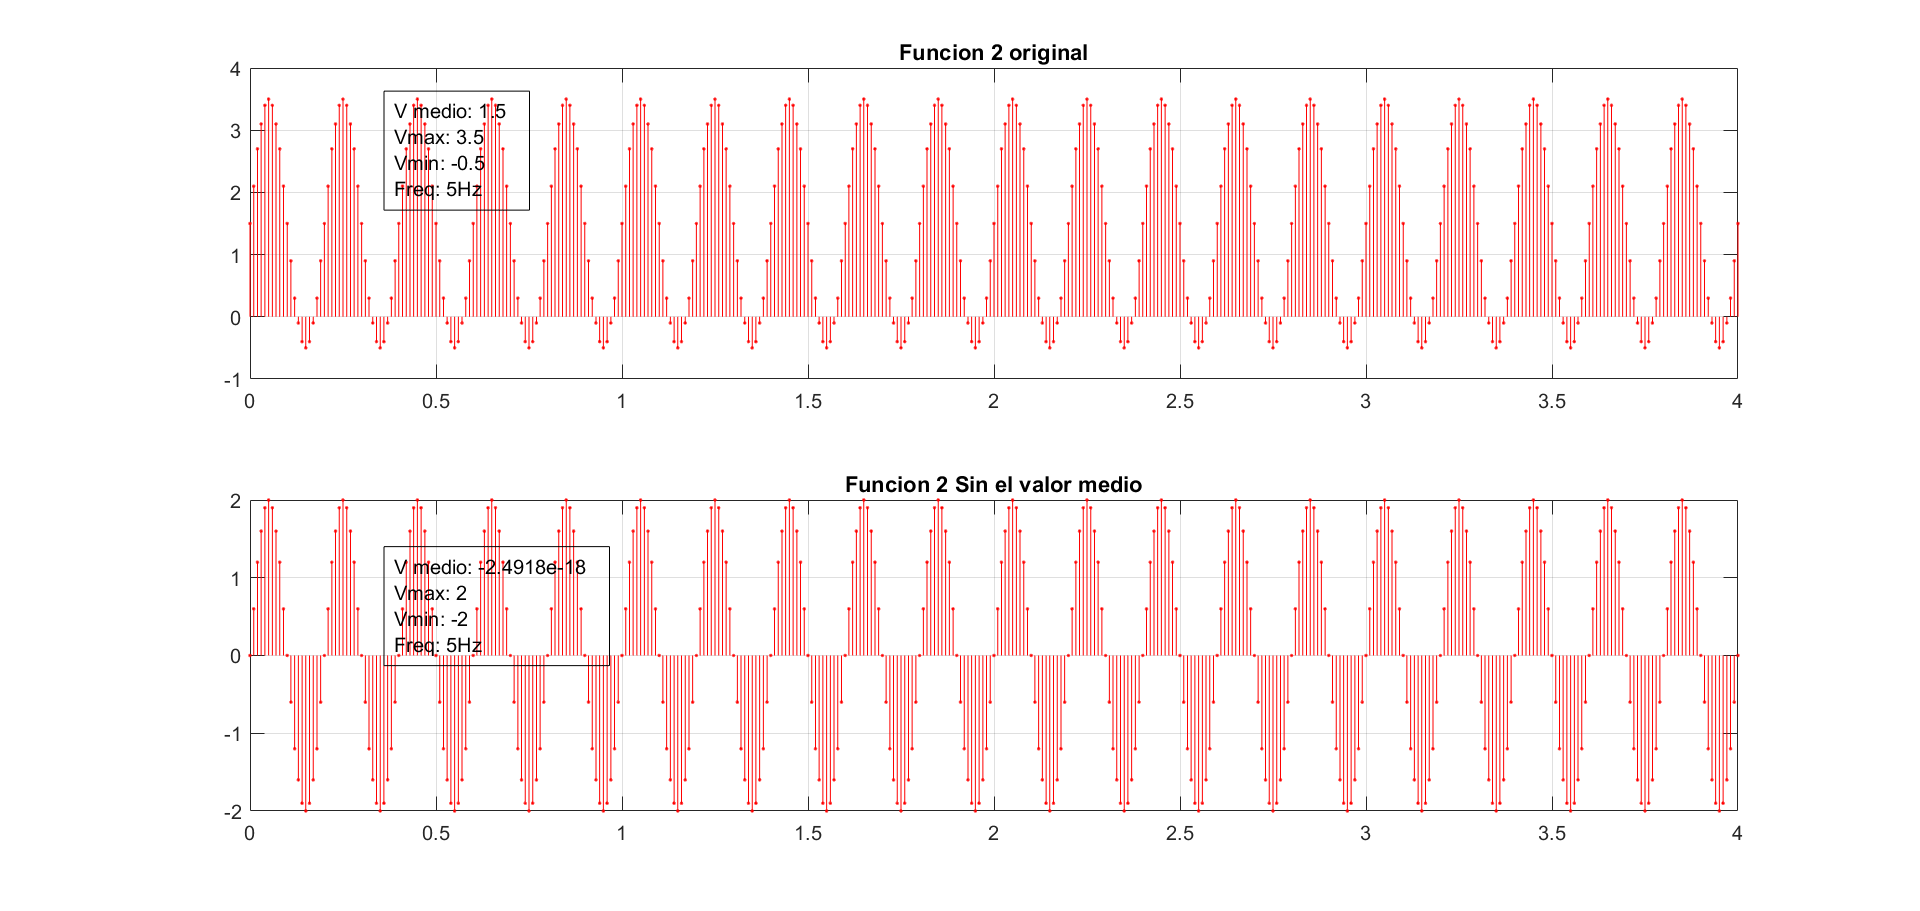 Funcion 2 original
4
3
2
1
0
-1
V medio: 1.5
Vmax: 3.5
Vmin: -0.5
Freq: 5Hz
0 0.5 1 1.5 2 2.5 3 3.5 4
Funcion 2 Sin el valor medio
2
1
0
-1
-2
V medio: -2.4918e-18
Vmax: 2
Vmin: -2
Freq: 5Hz
0 0.5 1 1.5 2 2.5 3 3.5 4